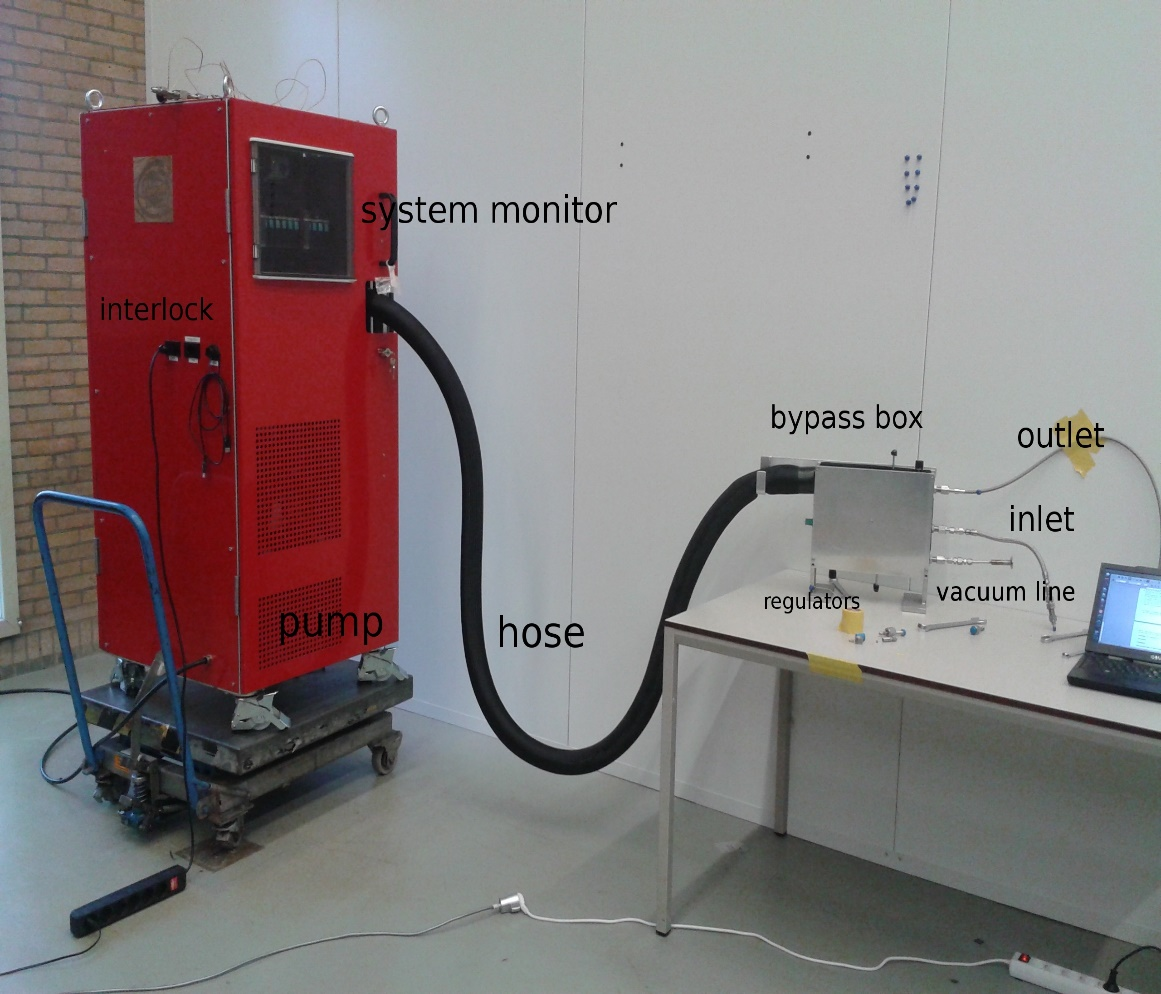 system monitor
interlock
bypass box
outlet
inlet
vacuum line
regulators
pump
hose